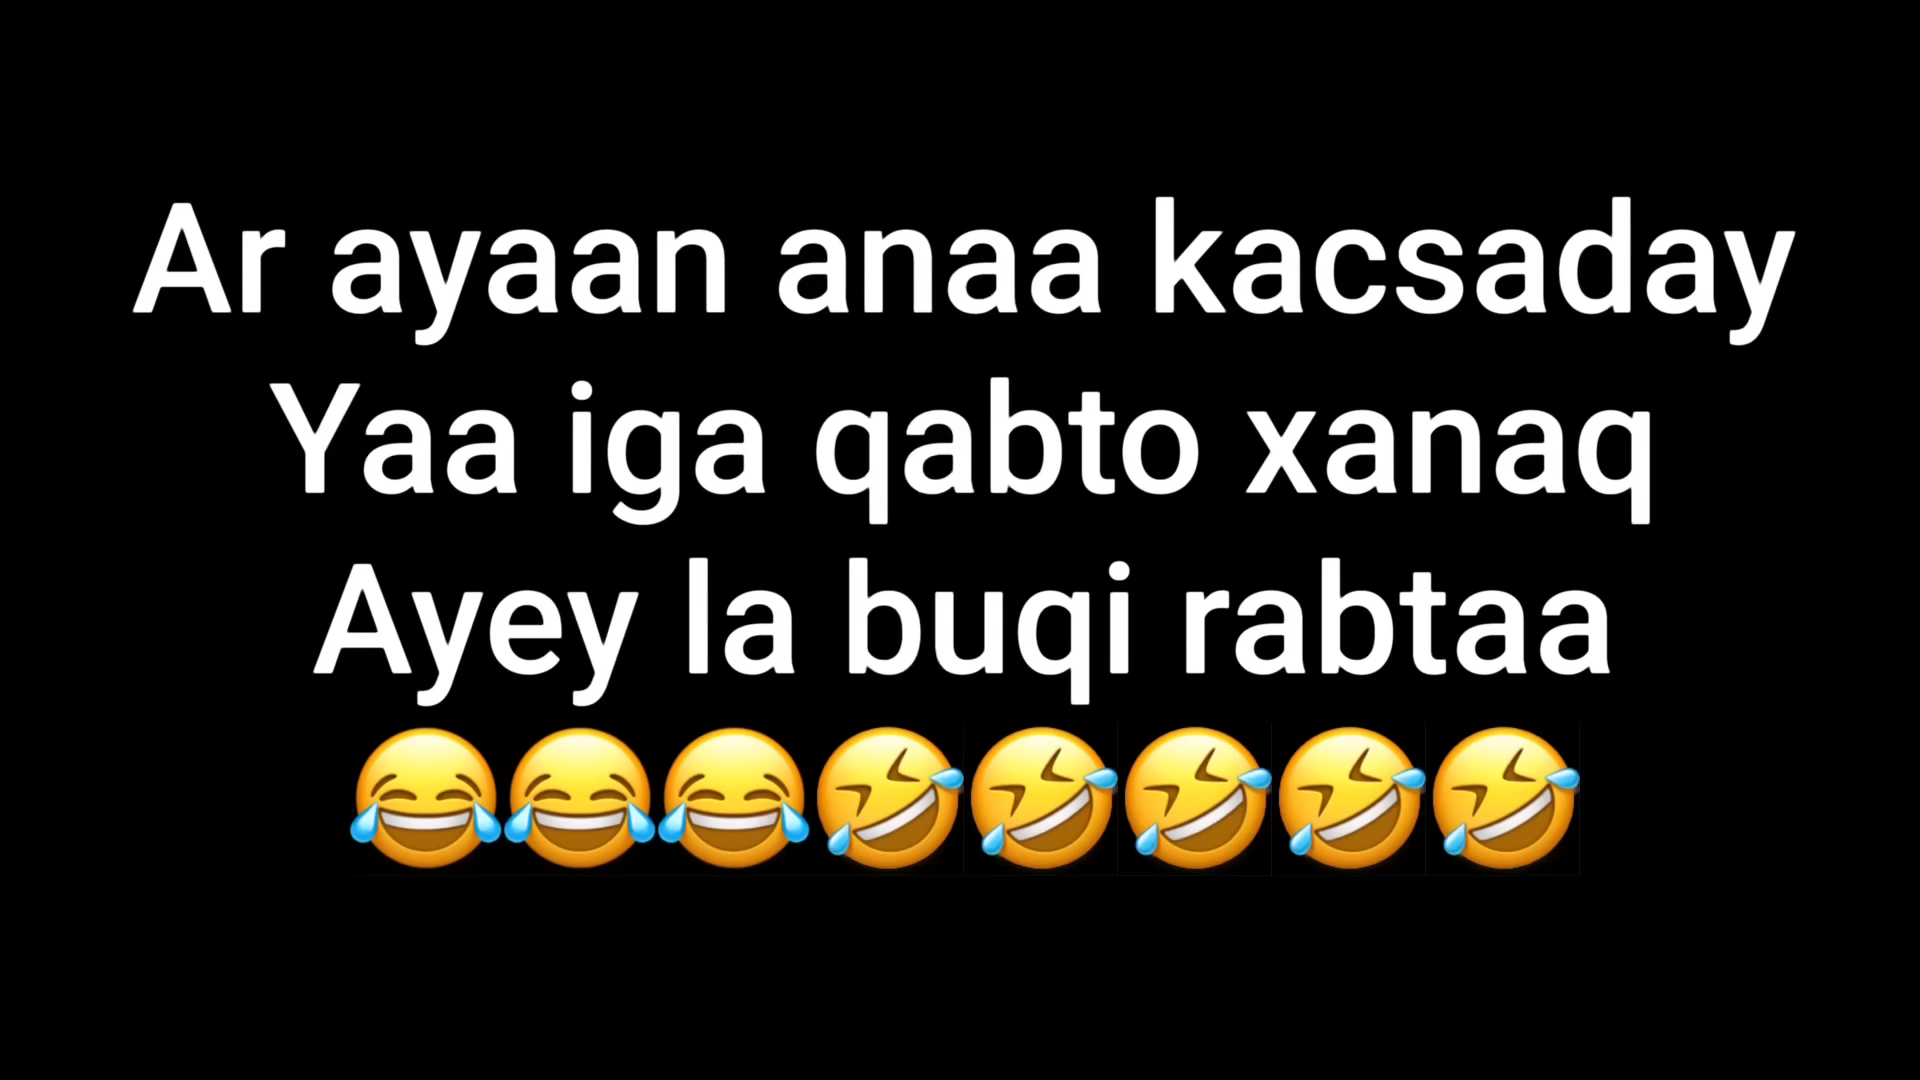 Ar ayaan anaa kacsaday
Yaa iga qabto xanaq
Ayey la buqi rabtaa
😂😂😂🤣🤣🤣🤣🤣